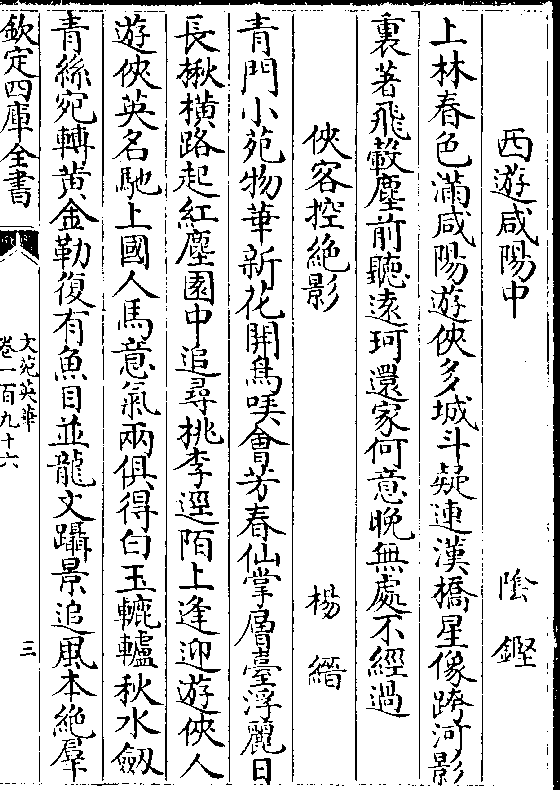 西遊咸陽中　陰鏗
上林春色滿咸陽遊俠多城斗疑連漢橋星像跨河影
裏著飛轂塵前聽遠珂還家何意晚無處不經過
俠客控絶影　楊縉
青門小苑物華新花開鳥哢會芳春仙掌層臺浮麗日
長楸横路起紅塵園中追尋桃李逕陌上逢迎遊俠人
遊俠英名馳上國人馬意氣兩俱得白玉轆轤秋水劔
青絲宛轉黄金勒復有魚目並龍文躡景追風本絶羣
欽定四庫全書
文苑英華
卷一百九十六
三